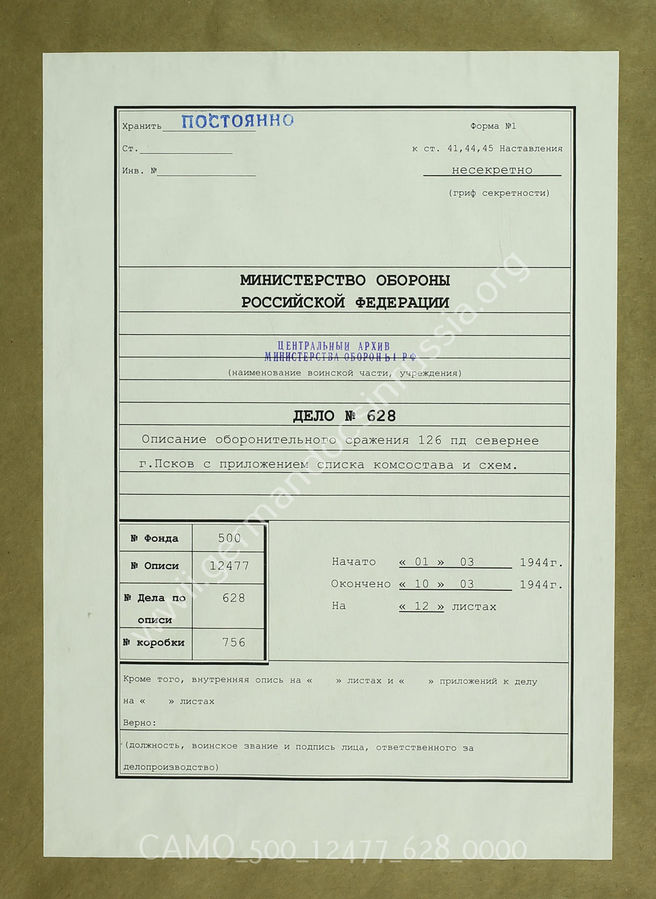 Хранить ПОСТОЯННО
Форма №1
Ст.
к ст. 41,44,45 Наставления
Инв. №
несекретно
(гриф секретности)
МИНИСТЕРСТВО ОБОРОНЫ
РОССИЙСКОЙ ФЕДЕРАЦИИ
ЦЕНТРАЛЬНЫЙ АРХИВ
МИНИСТЕРСТВА ОБОРОНЫ РФ
(наименование воинской части, учреждения)
ДЕЛО № 628
Описание оборонительного сражения 126 пд севернее
г.Псков с приложением списка комсостава и схем.
№ Фонда 500
№ Описи 12477
№ Дела по описи 628
№ коробки 756
Начато « 01 » 03 1944г.
Окончено « 10 » 03 1944г.
На « 12 » листах
Кроме того, внутренняя опись на « » листах и « » приложений к делу
на « » листах
Верно:
(должность, воинское звание и подпись лица, ответственного за
делопроизводство)
www.germandocsinrussia.org
CAMO_500_12477_628_0000